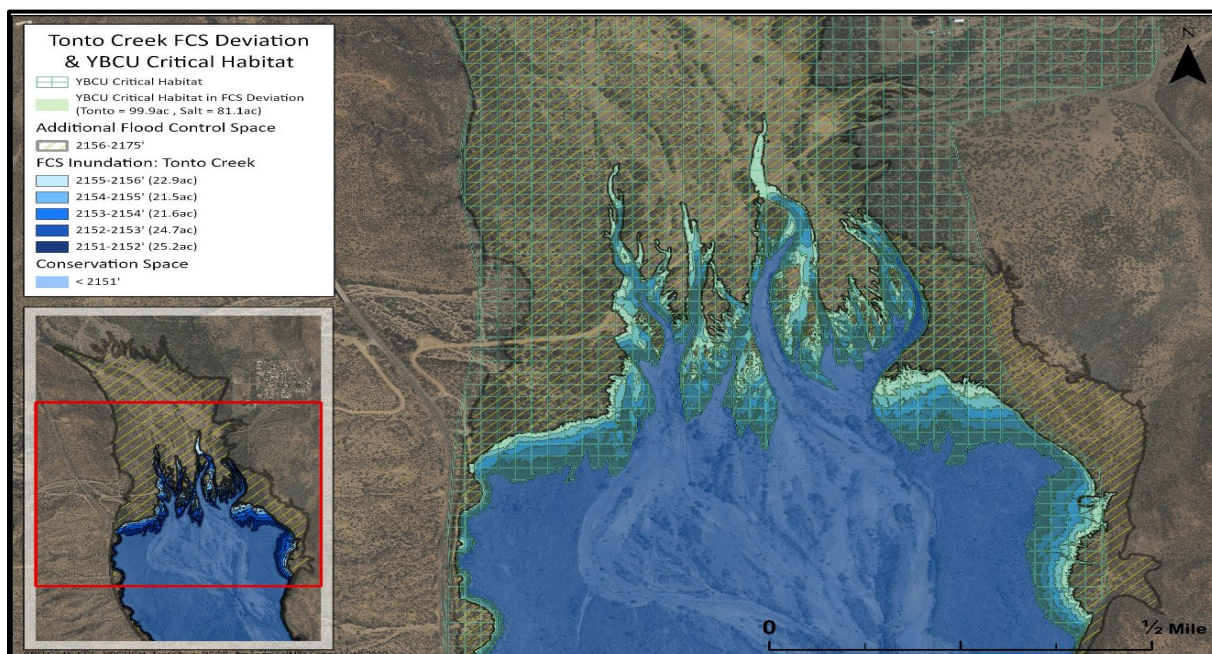 Tonto Creek FCS Deviation
& YBCU Critical Habitat
YBCU Critical Habitat
YBCU Critical Habitat in FCS Deviation
(Tonto = 99.9ac , Salt = 81.1ac)
Additional Flood Control Space
2156-2175'
FCS Inundation: Tonto Creek
2155-2156' (22.9ac)
2154-2155' (21.5ac)
2153-2154' (21.6ac)
2152-2153' (24.7ac)
2151-2152' (25.2ac)
Conservation Space
< 2151'
N
0
½ Mile